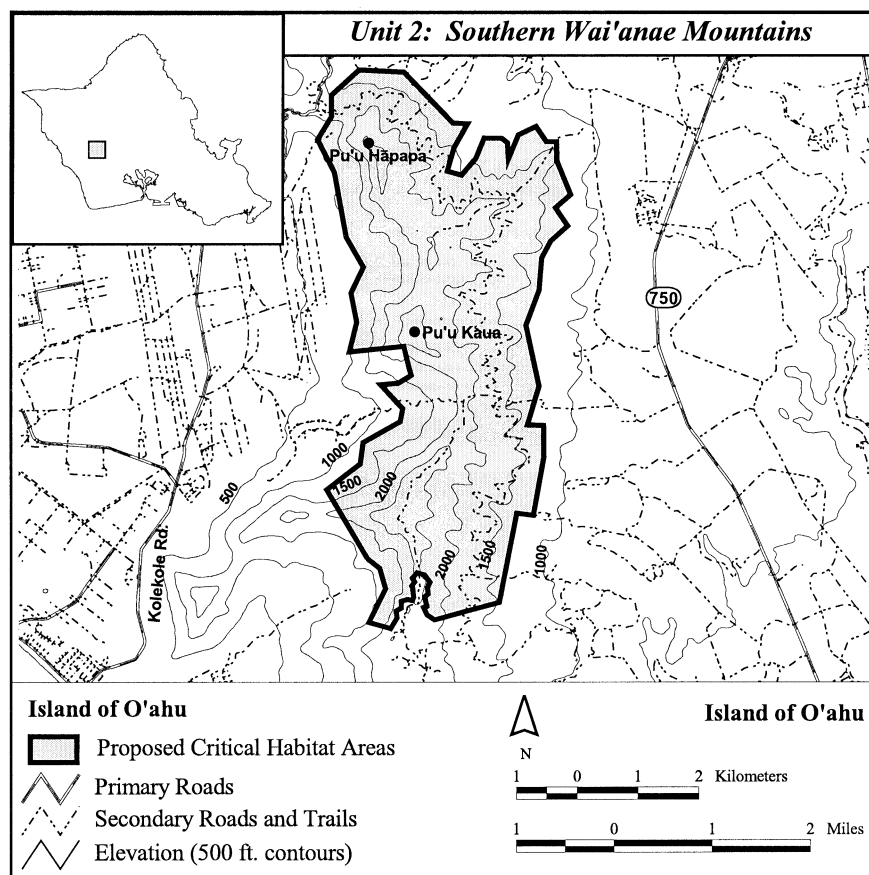 Unit 2: Southern Wai'anae Mountains
Pu'u Hāpapa
750
Pu'u Kaua
1000
500
1500
2000
2000
1500
1000
Kolekole Rd.
Island of O'ahu
Proposed Critical Habitat Areas
Primary Roads
Secondary Roads and Trails
Elevation (500 ft. contours)
N
Island of O'ahu
1 0 1 2 Kilometers
1 0 1 2 Miles